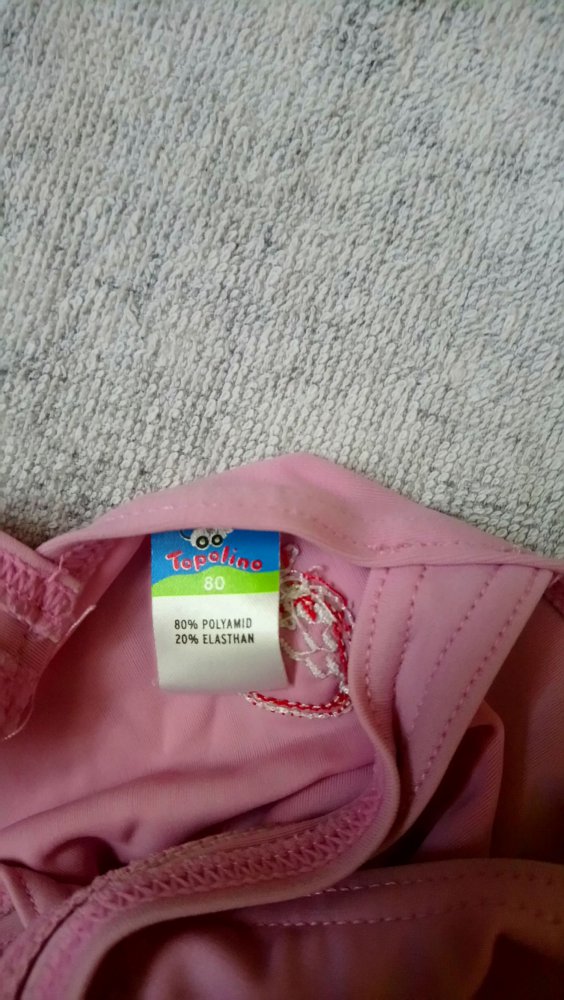 Topolino
80
80% POLYAMID
20% ELASTHAN